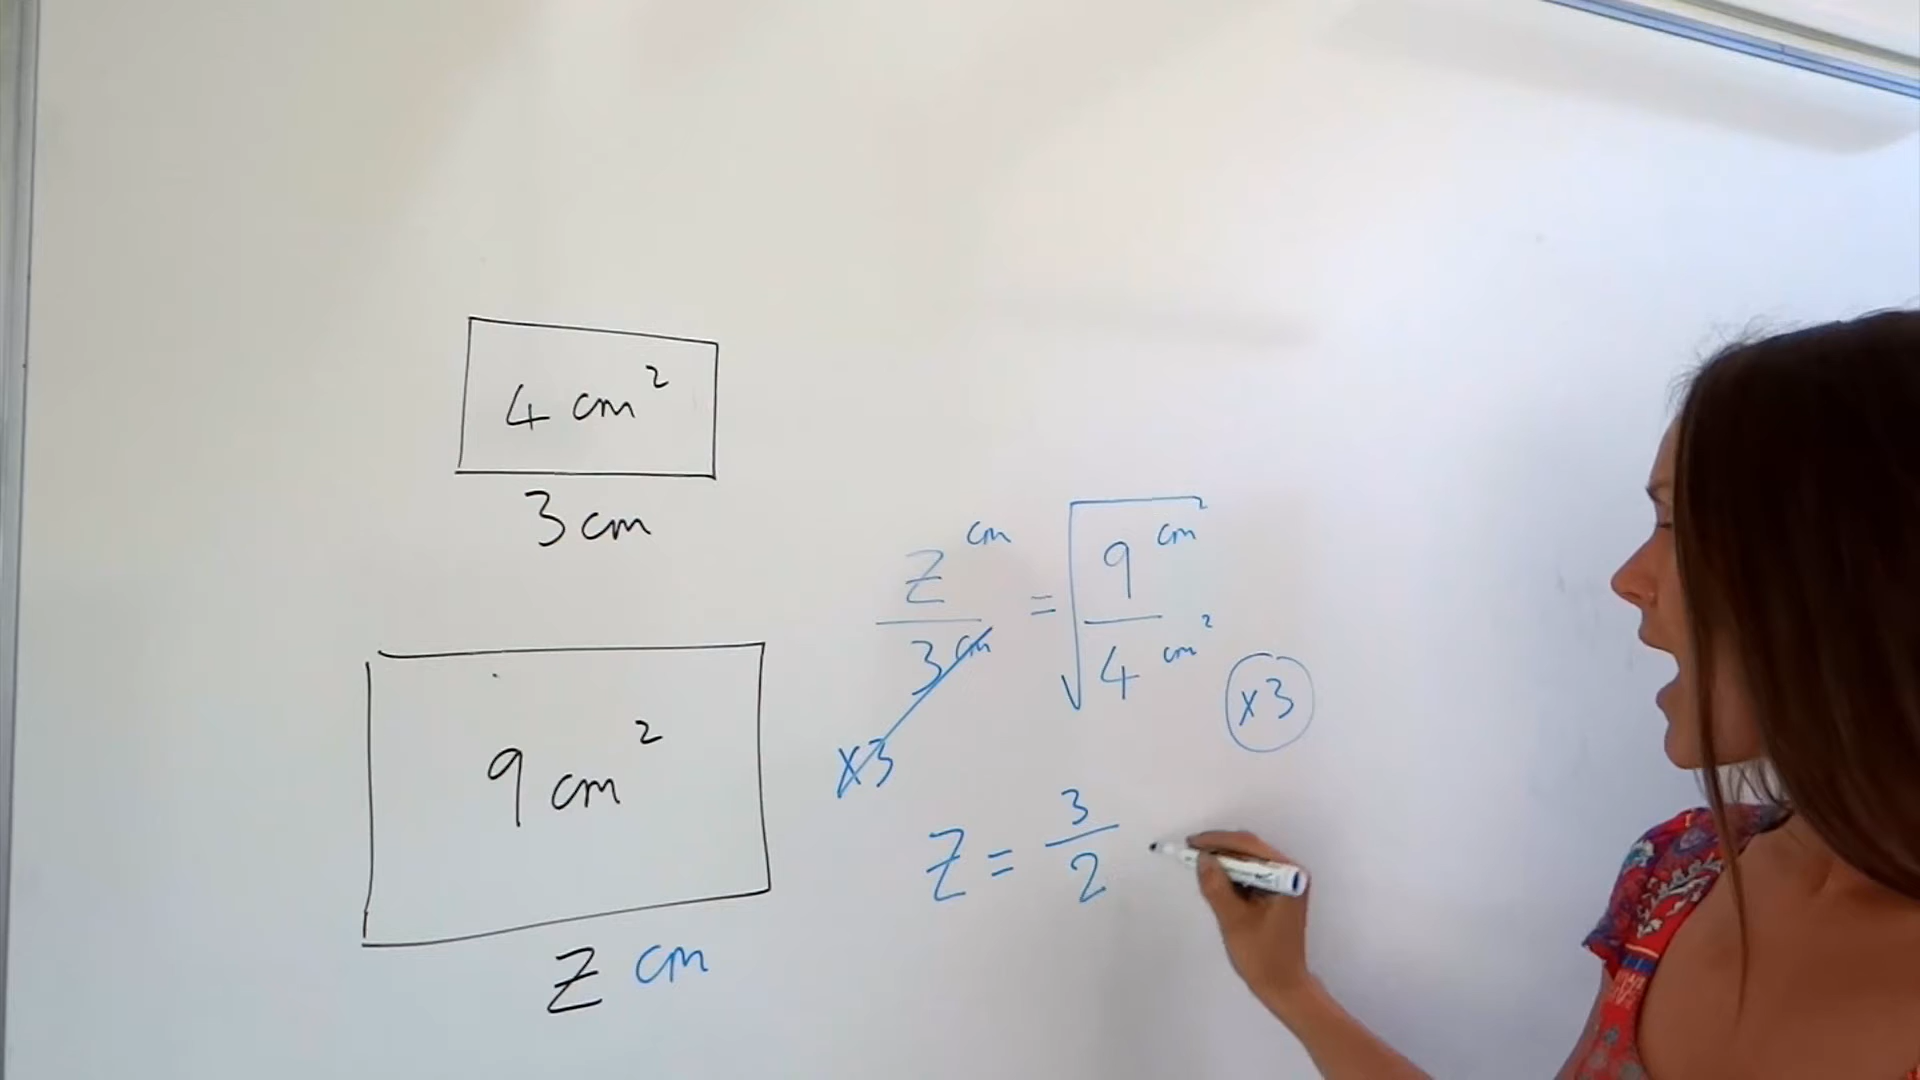 4 cm²
3 cm
9 cm²
z cm
z cm / 3 cm = √ 9 cm² / 4 cm²
x3
x3
z = 3/2